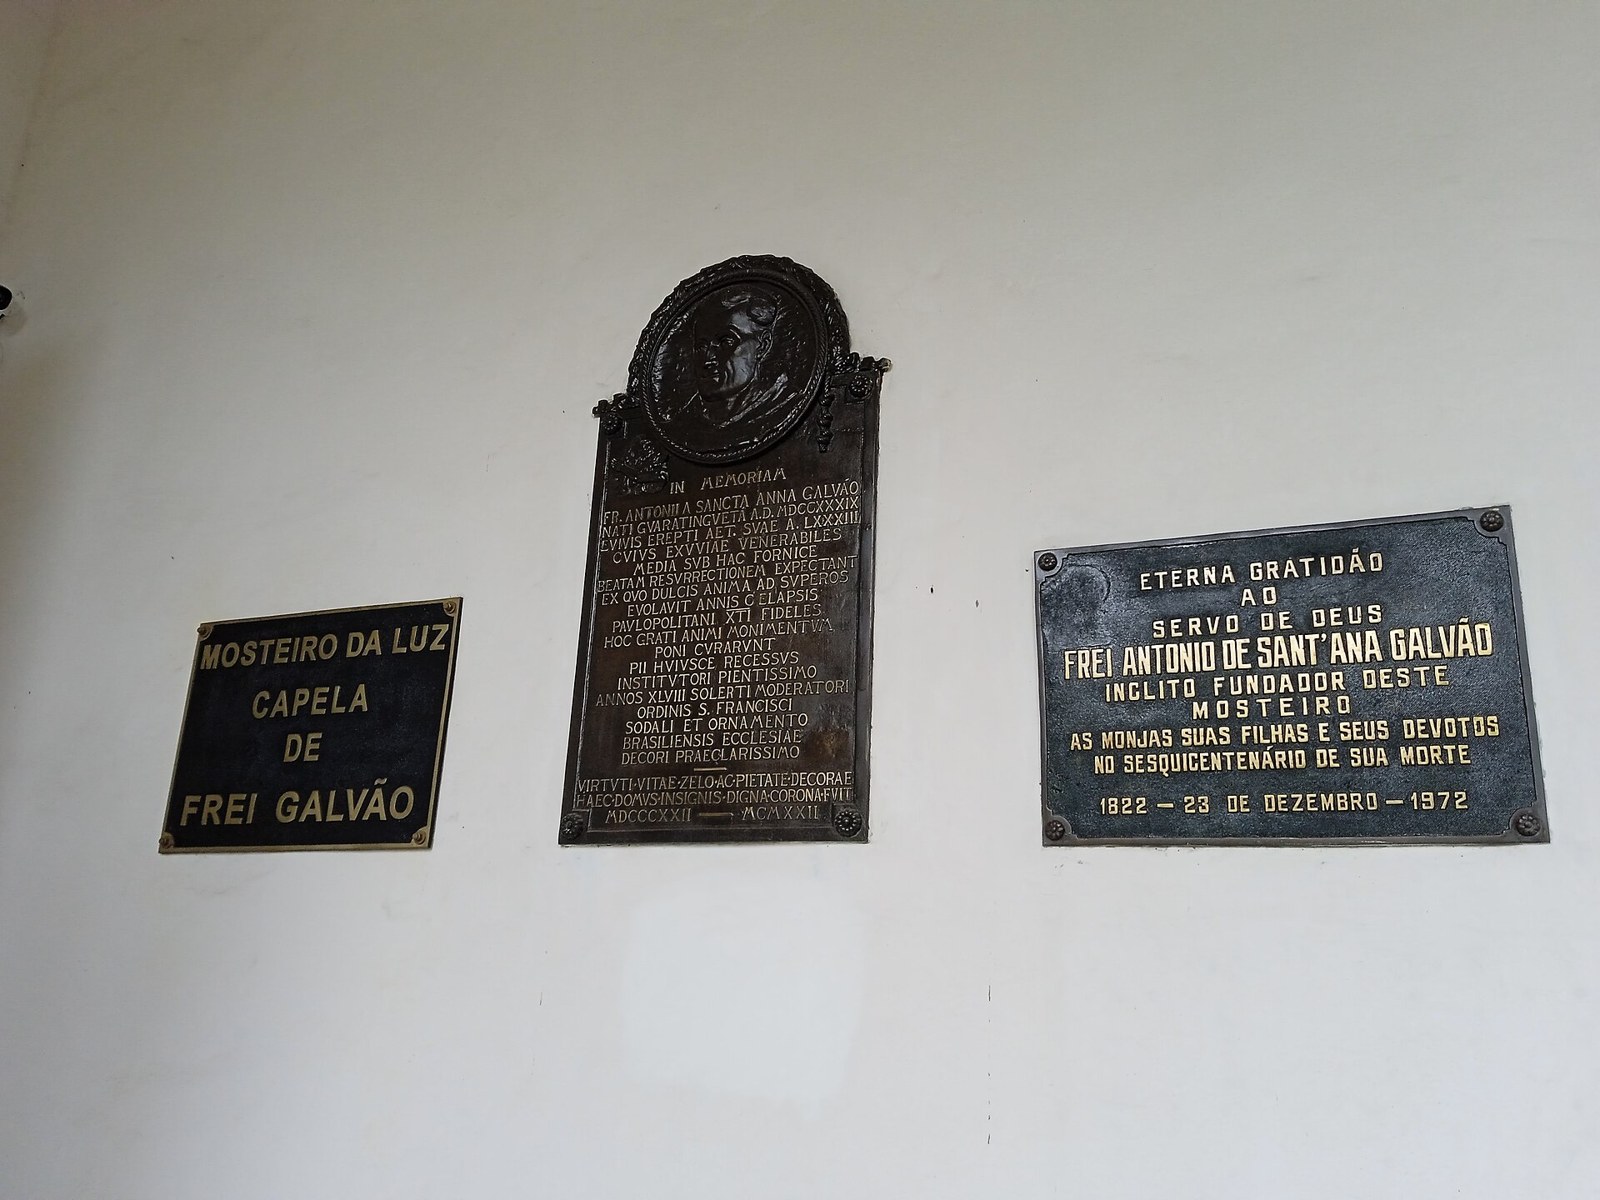 MOSTEIRO DA LUZ
CAPELA
DE
FREI GALVÃO
IN MEMORIAM
FR. ANTONII A SANCTA ANNA GALVÃO
NATI GVARATINGVETÁ A.D. MDCCXXXIX
EVIVIS EREPTI AET. SVAE A. LXXXIII
CVIVS EXVVIAE VENERABILES
MEDIA SVB HAC FORNICE
BEATAM RESVRRECTIONEM EXPECTANT
EX QVO DVLCIS ANIMA AD SVPEROS
EVOLAVIT ANNIS C ELAPSIS
PAVLOPOLITANI XTI FIDELES
HOC GRATI ANIMI MONIMENTVM
PONI CVRARVNT
PII HVIVSCE RECESSVS
INSTITVTORI PIENTISSIMO
ANNOS XLVIII SOLERTI MODERATORI
ORDINIS S. FRANCISCI
SODALI ET ORNAMENTO
BRASILIENSIS ECCLESIAE
DECORI PRAECLARISSIMO
VIRTVTI·VITAE·ZELO·AC·PIETATE·DECORAE
HAEC·DOMVS·INSIGNIS·DIGNA·CORONA·FVIT
MDCCCXXII — MCMXXII
ETERNA GRATIDÃO
AO
SERVO DE DEUS
FREI ANTONIO DE SANT'ANA GALVÃO
INCLITO FUNDADOR DESTE
MOSTEIRO
AS MONJAS SUAS FILHAS E SEUS DEVOTOS
NO SESQUICENTENÁRIO DE SUA MORTE
1822 — 23 DE DEZEMBRO — 1972